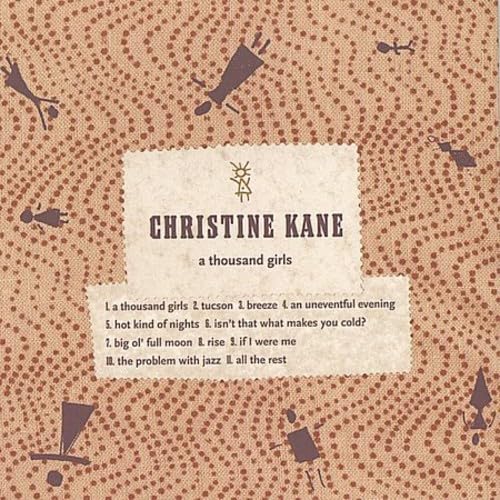 CHRISTINE KANE
a thousand girls
1. a thousand girls 2. tucson 3. breeze 4. an uneventful evening
5. hot kind of nights 6. isn't that what makes you cold?
7. big ol' full moon 8. rise 9. if I were me
10. the problem with jazz 11. all the rest